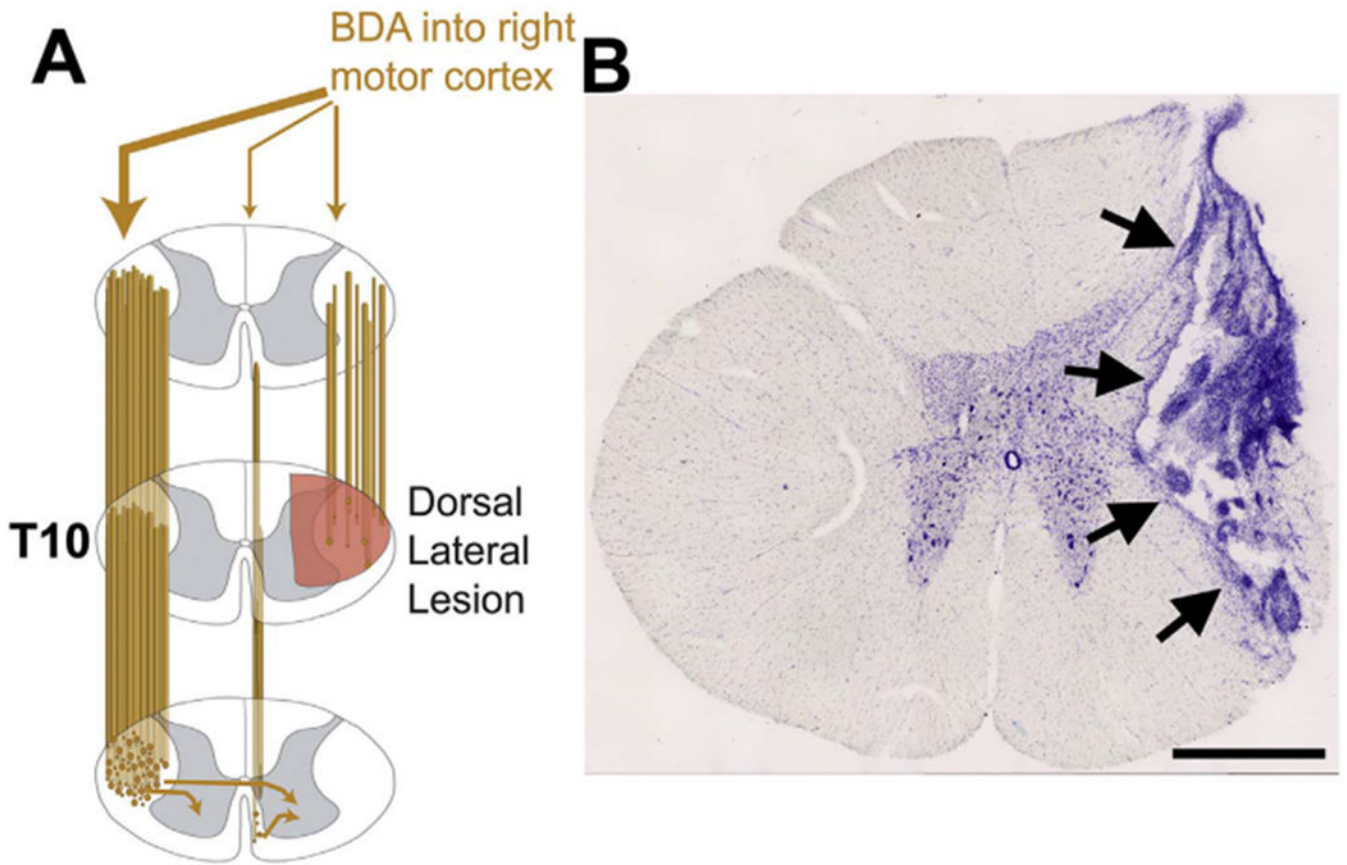 A
BDA into right
motor cortex
T10
Dorsal
Lateral
Lesion
B